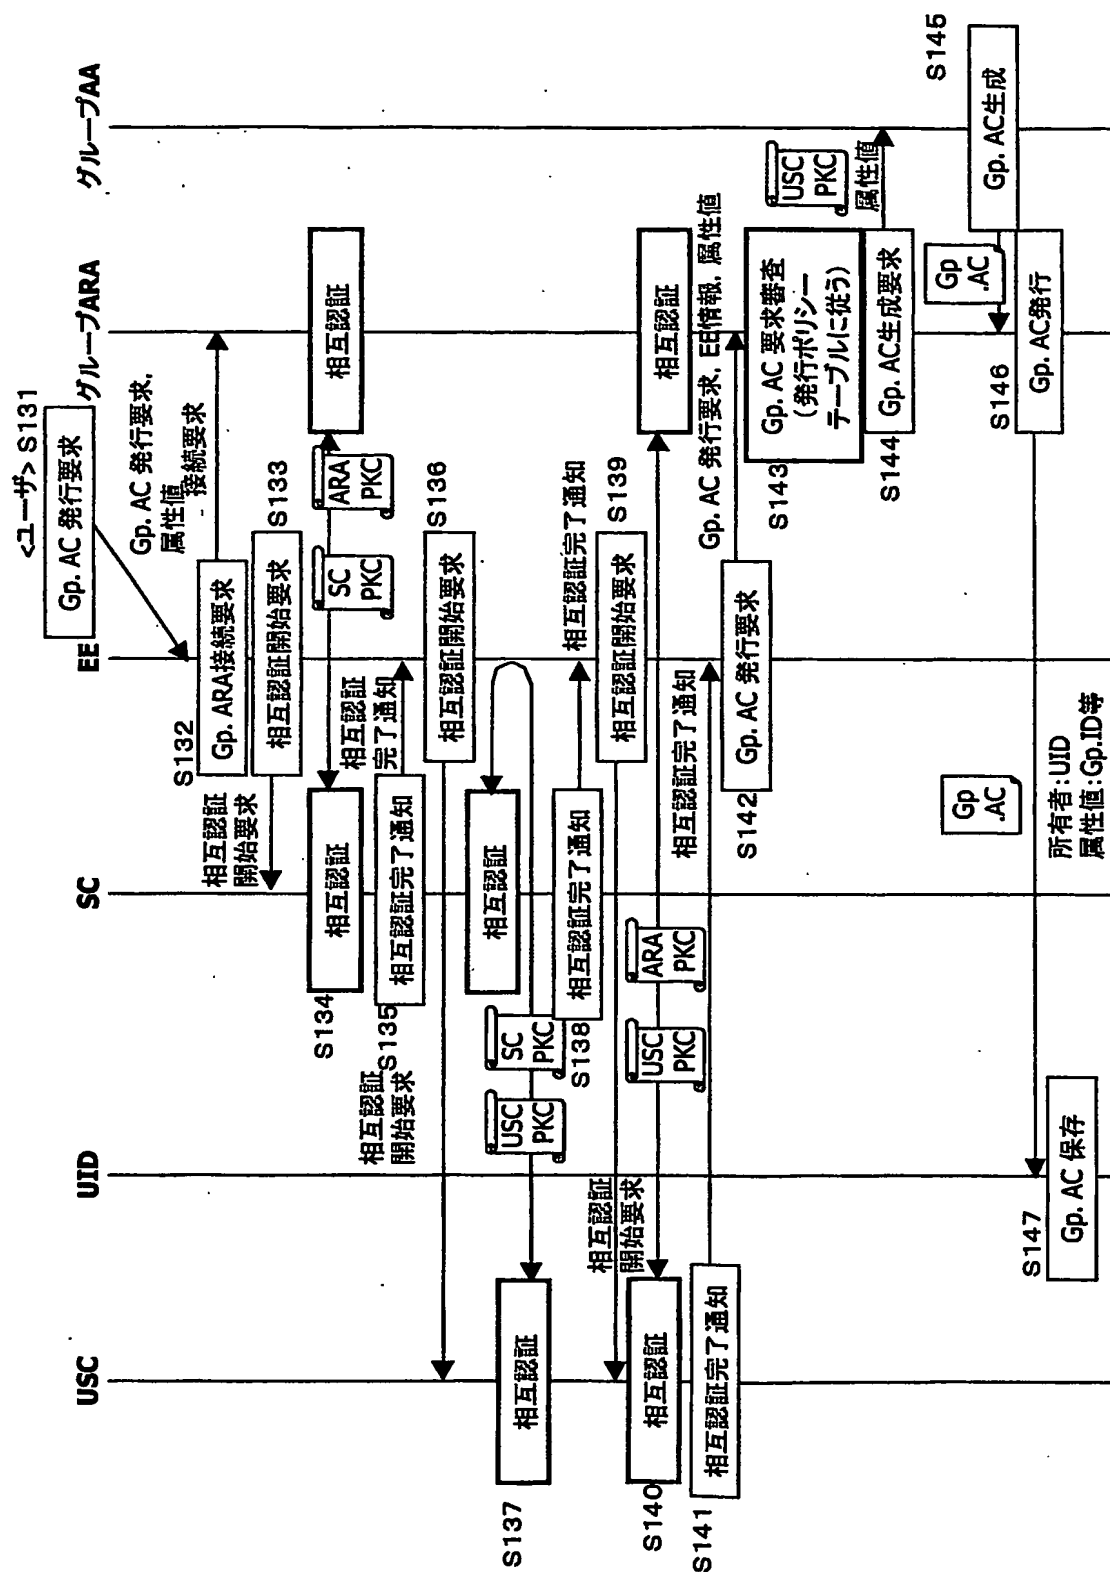 USC
UID
SC
EE
グループARA
グループAA
<ユーザ> S131
Gp. AC 発行要求
S132
Gp. ARA接続要求
Gp. AC 発行要求,
属性値
接続要求
S133
相互認証開始要求
相互認証
開始要求
S134
相互認証
SC
PKC
ARA
PKC
相互認証
S135
相互認証完了通知
相互認証
完了通知
S136
相互認証開始要求
相互認証
開始要求
S137
相互認証
USC
PKC
SC
PKC
相互認証
S138
相互認証完了通知
相互認証完了通知
S139
相互認証開始要求
相互認証
開始要求
S140
相互認証
USC
PKC
ARA
PKC
相互認証
S141
相互認証完了通知
相互認証完了通知
S142
Gp. AC 発行要求
Gp. AC 発行要求, EE情報, 属性値
S143
Gp. AC 要求審査
(発行ポリシー
テーブルに従う)
S144
Gp. AC生成要求
USC
PKC
属性値
S145
Gp. AC生成
Gp
.AC
S146
Gp. AC発行
Gp
.AC
所有者:UID
属性値:Gp.ID等
S147
Gp. AC 保存